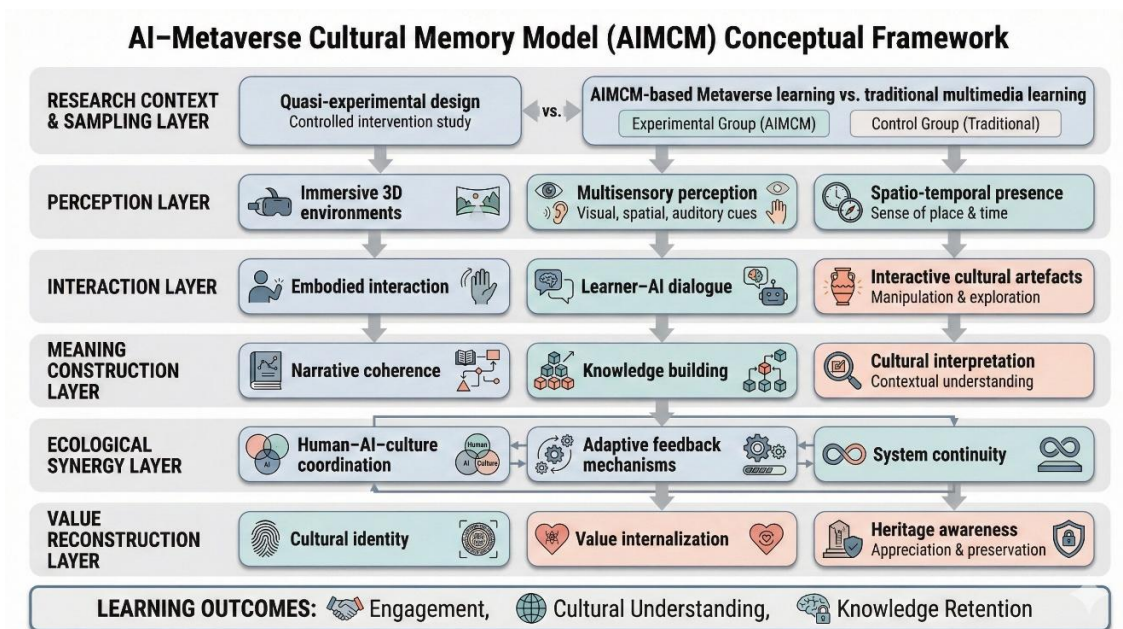 AI–Metaverse Cultural Memory Model (AIMCM) Conceptual Framework
RESEARCH CONTEXT
& SAMPLING LAYER
Quasi-experimental design
Controlled intervention study
vs.
AIMCM-based Metaverse learning vs. traditional multimedia learning
Experimental Group (AIMCM)
Control Group (Traditional)
PERCEPTION LAYER
Immersive 3D
environments
Multisensory perception
Visual, spatial, auditory cues
Spatio-temporal presence
Sense of place & time
INTERACTION LAYER
Embodied interaction
Learner–AI dialogue
Interactive cultural artefacts
Manipulation & exploration
MEANING
CONSTRUCTION
LAYER
Narrative coherence
Knowledge building
Cultural interpretation
Contextual understanding
ECOLOGICAL
SYNERGY LAYER
AI
Human–AI–culture
coordination
Human
AI
Culture
Adaptive feedback
mechanisms
System continuity
VALUE
RECONSTRUCTION
LAYER
Cultural identity
Value internalization
Heritage awareness
Appreciation & preservation
LEARNING OUTCOMES: Engagement, Cultural Understanding, Knowledge Retention